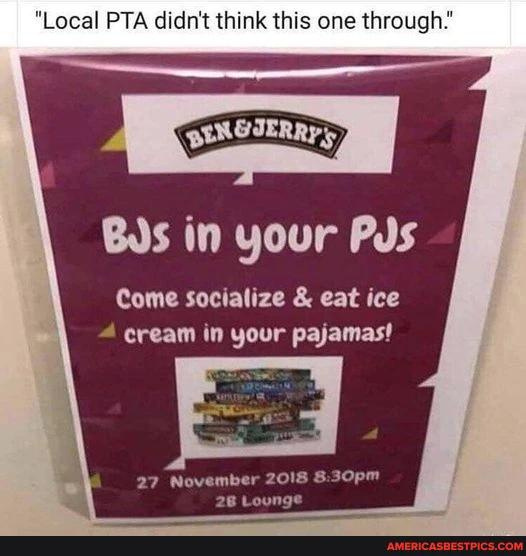 "Local PTA didn't think this one through."
BEN & JERRY'S
BJs in your PJs
Come socialize & eat ice
cream in your pajamas!
27 November 2018 8:30pm
2B Lounge
AMERICASBESTPICS.COM